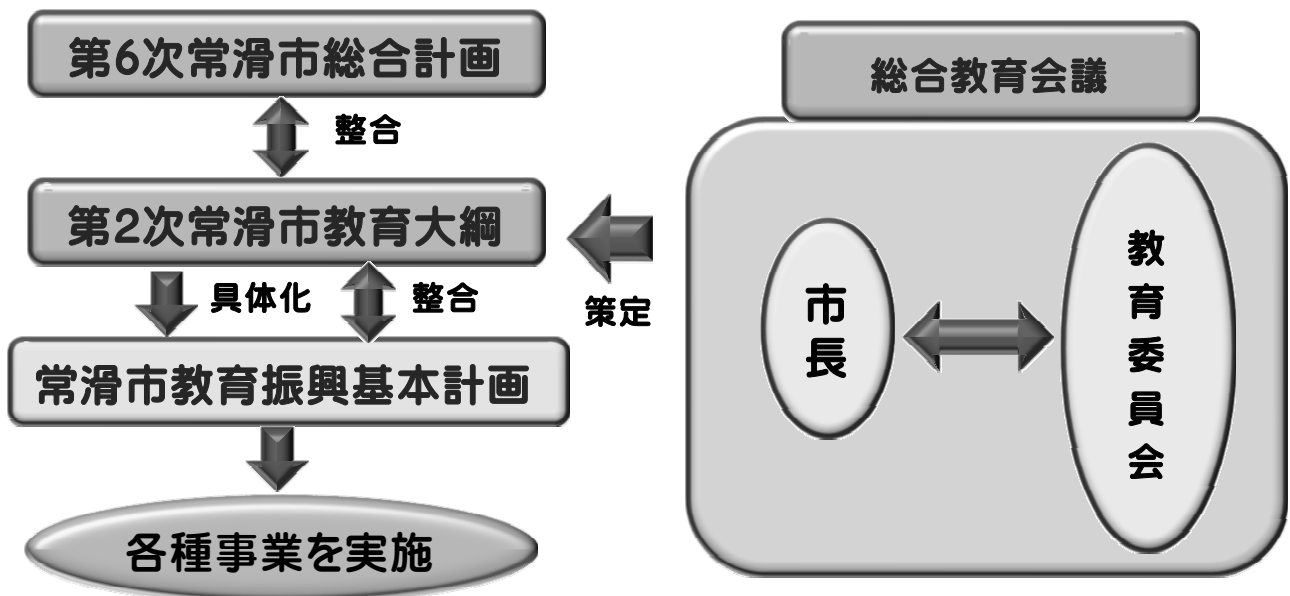 第6次常滑市総合計画
整合
第2次常滑市教育大綱
具体化
整合
策定
常滑市教育振興基本計画
各種事業を実施
総合教育会議
市長
教育委員会